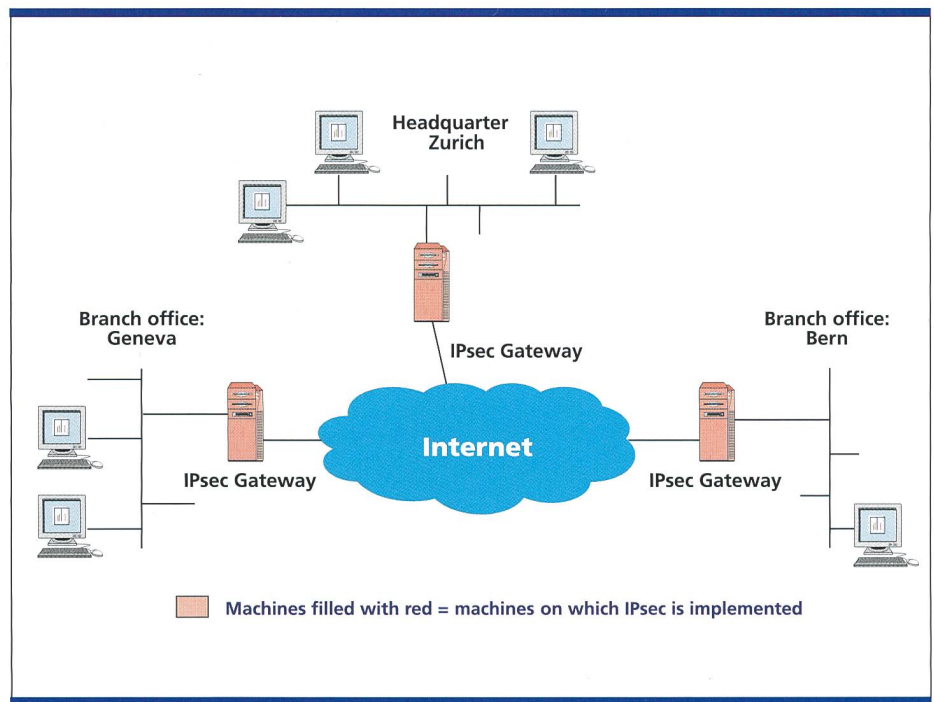 Headquarter
Zurich
IPsec Gateway
Branch office:
Geneva
Branch office:
Bern
Internet
IPsec Gateway
IPsec Gateway
Machines filled with red = machines on which IPsec is implemented